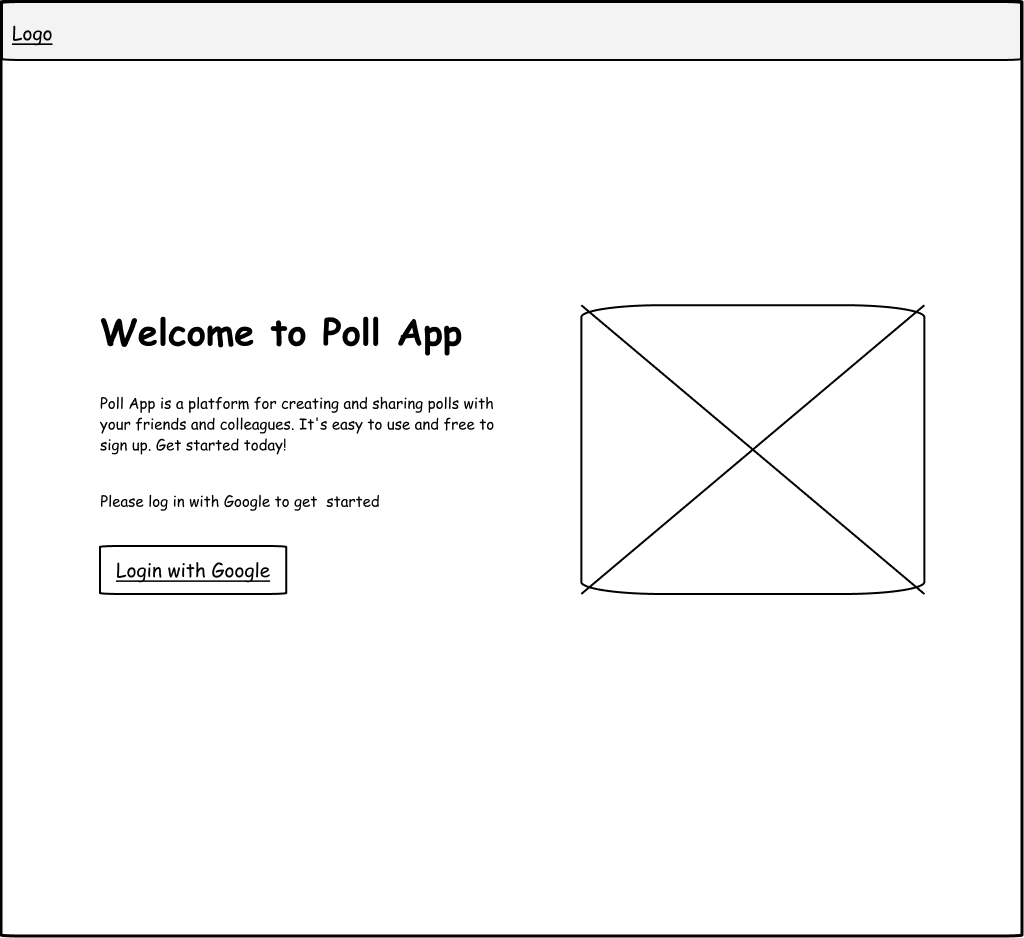 Logo
Welcome to Poll App
Poll App is a platform for creating and sharing polls with
your friends and colleagues. It's easy to use and free to
sign up. Get started today!
Please log in with Google to get  started
Login with Google